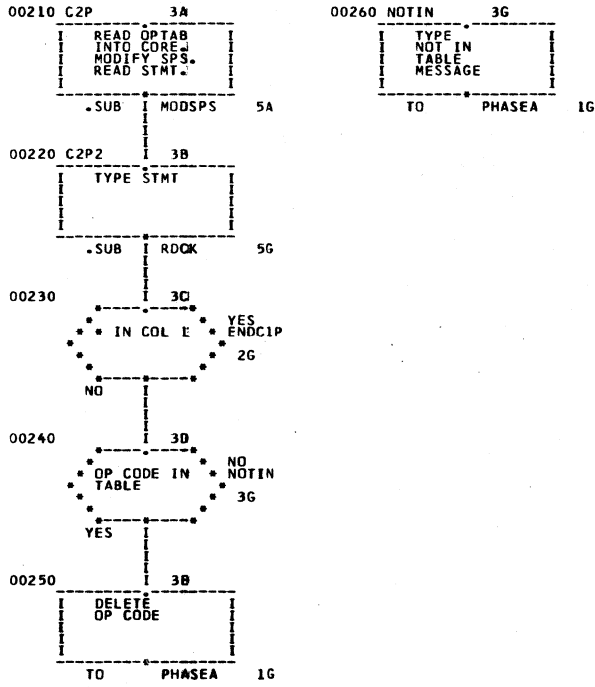 00210 C2P 3A
READ OPTAB
INTO CORE.
MODIFY SPS.
READ STMT.
.SUB MODSPS 5A
00220 C2P2 3B
TYPE STMT
.SUB RDCK 5G
00230 3C
* IN COL 1
YES
ENDC1P
2G
NO
00240 3D
OP CODE IN
TABLE
NO
NOTIN
3G
YES
00250
DELETE
OP CODE
TO PHASEA 1G
00260 NOTIN 3G
TYPE
NOT IN
TABLE
MESSAGE
TO PHASEA 1G